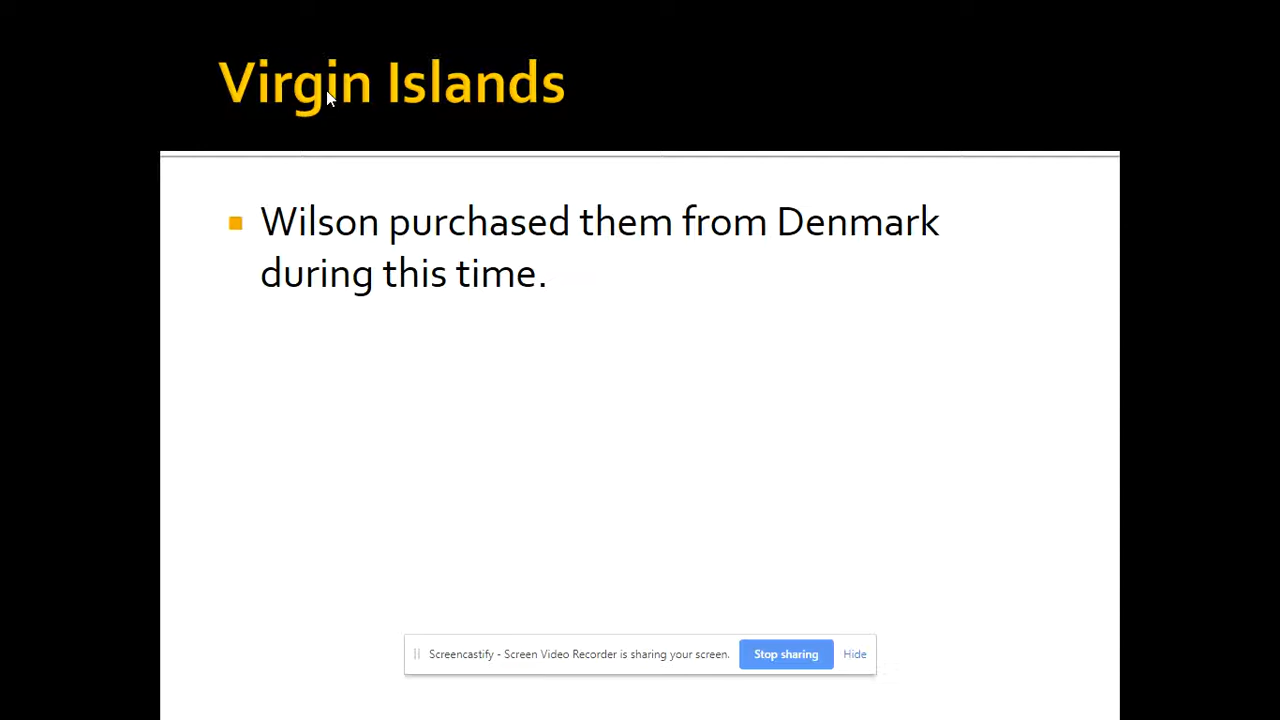 Virgin Islands
Wilson purchased them from Denmark
during this time.
Screencastify - Screen Video Recorder is sharing your screen. Stop sharing Hide